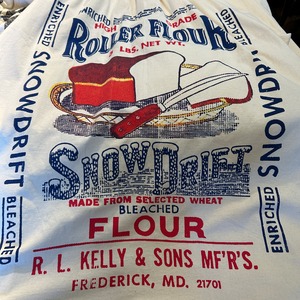 ENRICHED
HIGH GRADE
ROLLER FLOUR
LBS. NET WT.
SNOWDRIFT
MADE FROM SELECTED WHEAT
BLEACHED
FLOUR
R. L. KELLY & SONS MF'R'S.
FREDERICK, MD. 21701
ENRICHED
SNOWDRIFT
BLEACHED
BLEACHED
SNOWDRIFT
ENRICHED